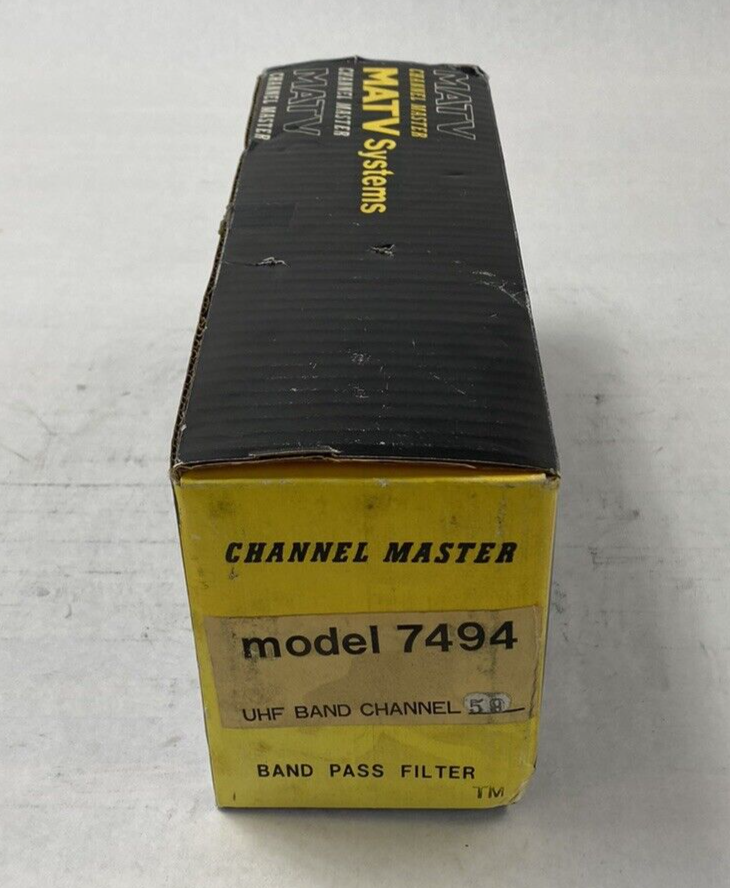 MATV
CHANNEL MASTER
MATV Systems
CHANNEL MASTER
MATV
CHANNEL MASTER
CHANNEL MASTER
model 7494
UHF BAND CHANNEL 59
BAND PASS FILTER
TM